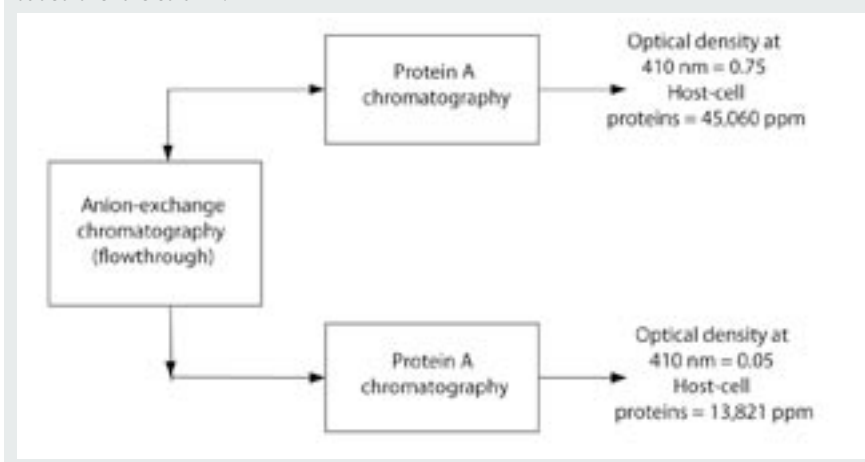 Protein A
chromatography
Optical density at
410 nm = 0.75
Host-cell
proteins = 45,060 ppm
Anion-exchange
chromatography
(flowthrough)
Protein A
chromatography
Optical density at
410 nm = 0.05
Host-cell
proteins = 13,821 ppm